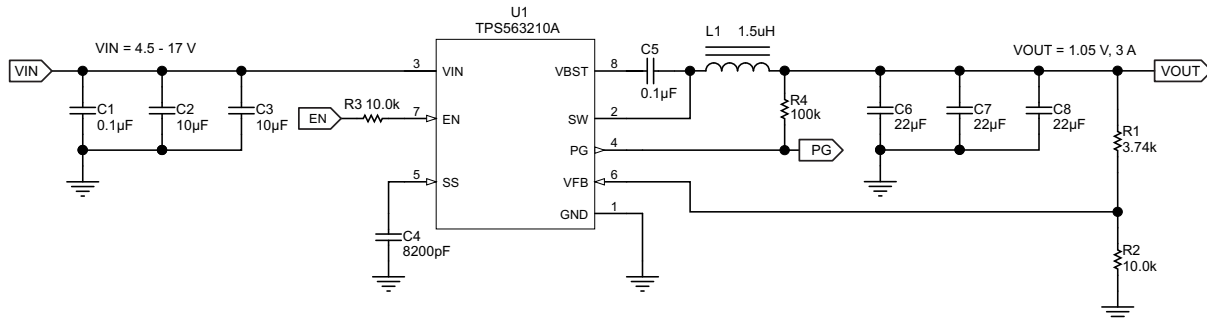 U1
TPS563210A
VIN = 4.5 - 17 V
L1 1.5uH
VOUT = 1.05 V, 3 A
C5
VIN
3
VIN
VBST
8
VOUT
0.1µF
R3 10.0k
C1
0.1µF
C2
10µF
C3
10µF
EN
7
EN
SW
2
R4
100k
C6
22µF
C7
22µF
C8
22µF
R1
3.74k
PG
4
PG
5
SS
VFB
6
GND
1
C4
8200pF
R2
10.0k